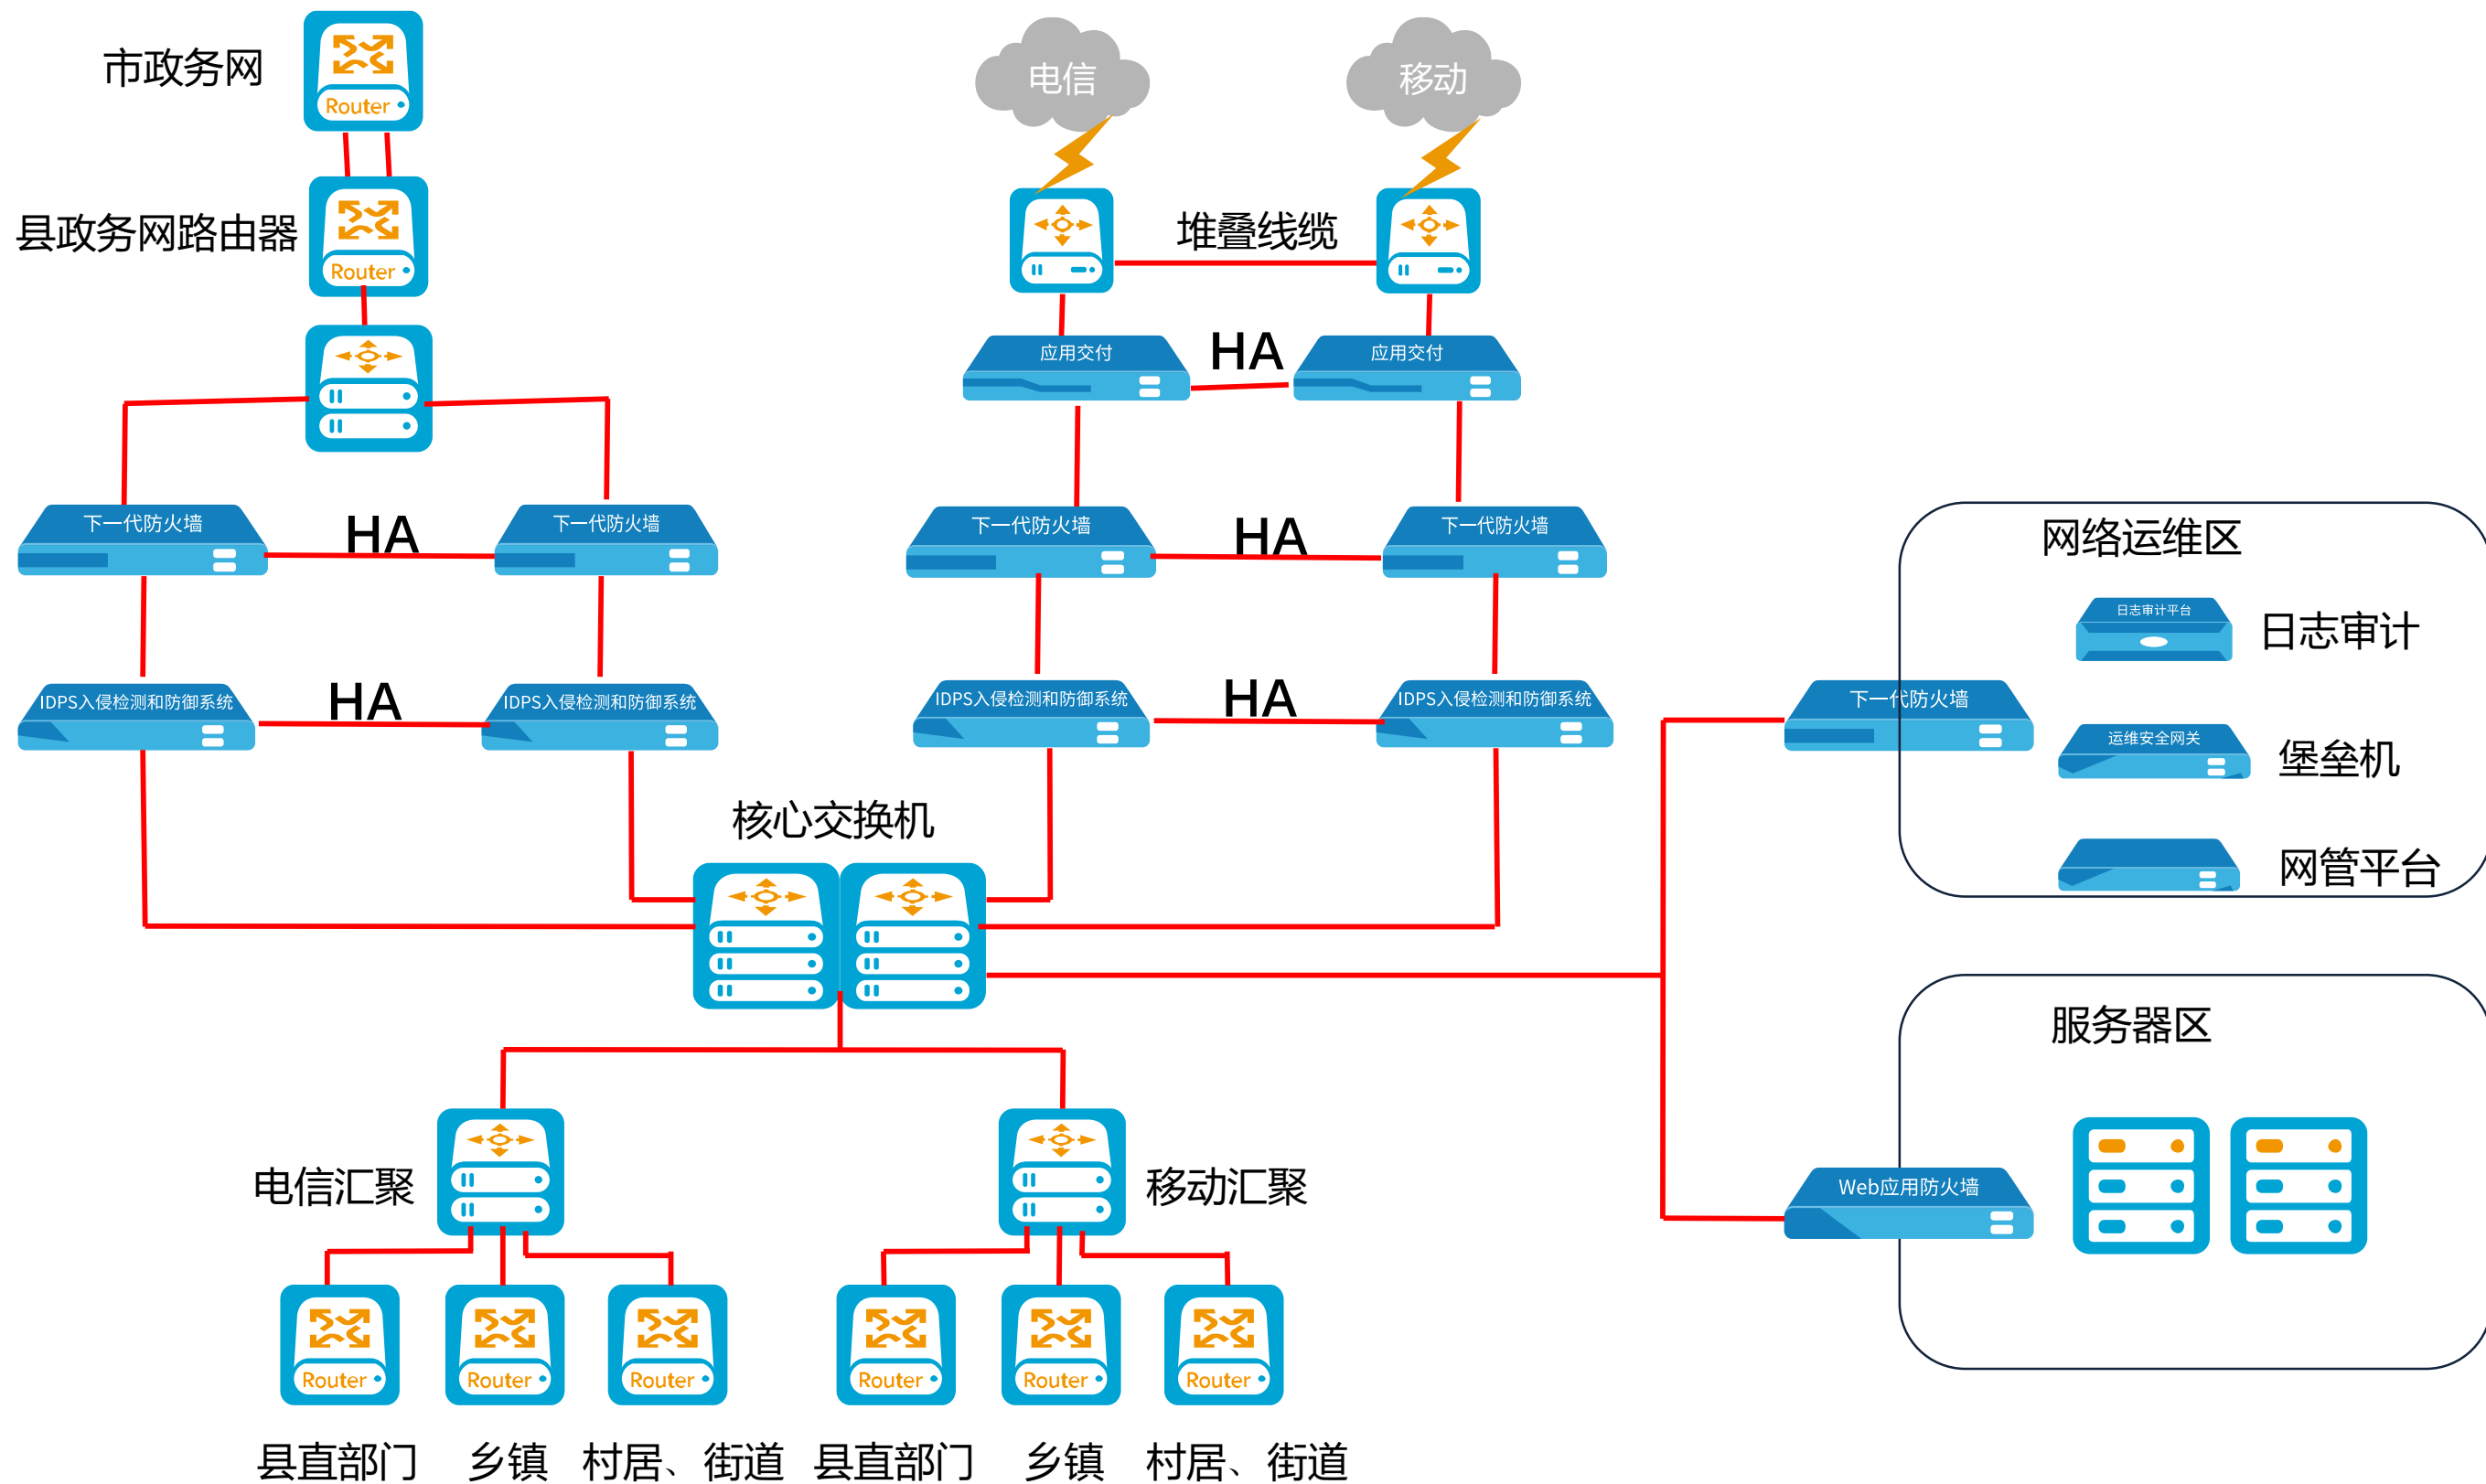 市政务网
Router
电信
移动
县政务网路由器
Router
堆叠线缆
应用交付
HA
应用交付
下一代防火墙
HA
下一代防火墙
下一代防火墙
HA
下一代防火墙
IDPS入侵检测和防御系统
HA
IDPS入侵检测和防御系统
IDPS入侵检测和防御系统
HA
IDPS入侵检测和防御系统
网络运维区
日志审计平台
日志审计
下一代防火墙
运维安全网关
堡垒机
网管平台
核心交换机
服务器区
Web应用防火墙
电信汇聚
移动汇聚
Router
Router
Router
Router
Router
Router
县直部门
乡镇
村居、街道
县直部门
乡镇
村居、街道